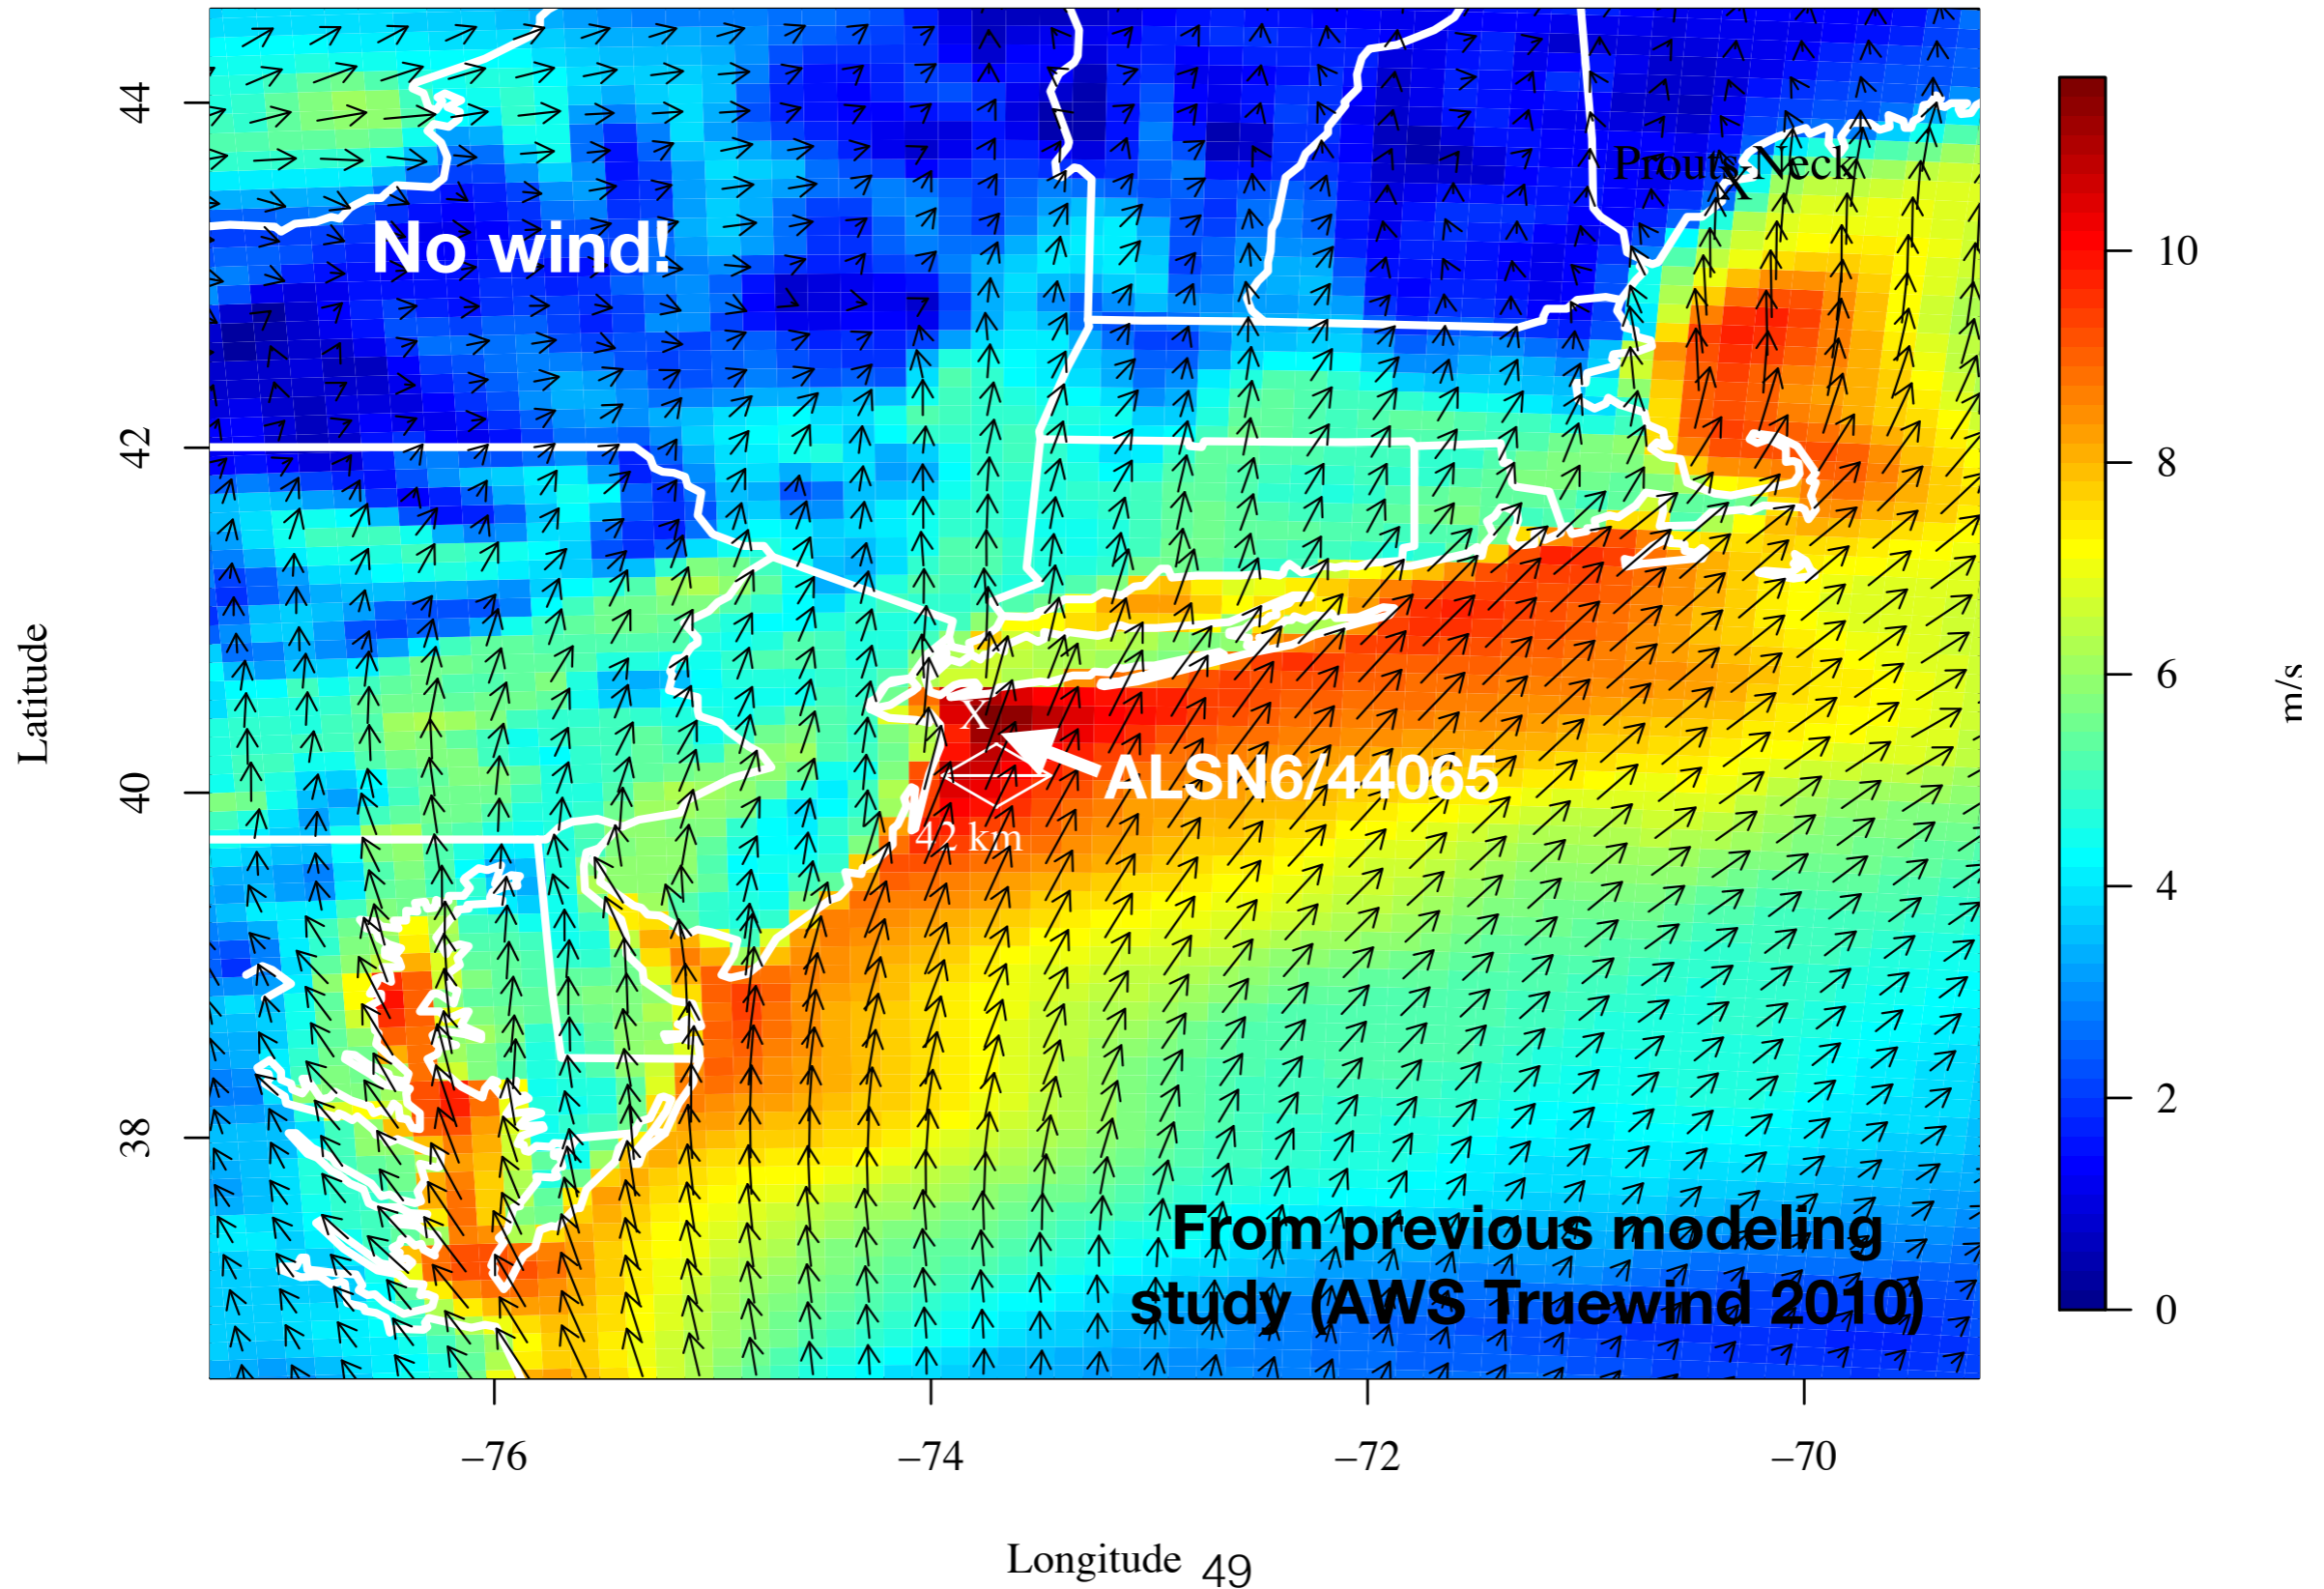 44
42
40
38
Latitude
Prouts Neck
X
No wind!
X
ALSN6/44065
42 km
From previous modeling
study (AWS Truewind 2010)
10
8
6
4
2
0
m/s
−76
−74
−72
−70
Longitude
49